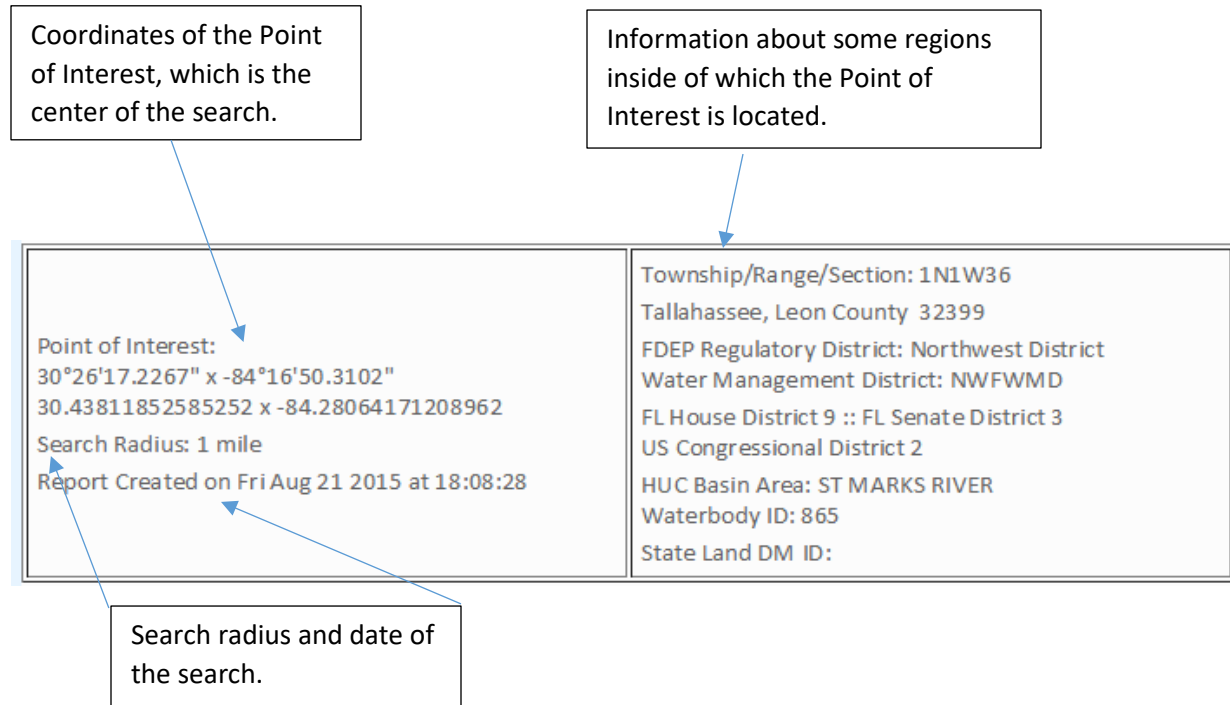 Coordinates of the Point
of Interest, which is the
center of the search.
Information about some regions
inside of which the Point of
Interest is located.
Point of Interest:
30°26'17.2267" x -84°16'50.3102"
30.43811852585252 x -84.28064171208962
Search Radius: 1 mile
Report Created on Fri Aug 21 2015 at 18:08:28
Township/Range/Section: 1N1W36
Tallahassee, Leon County 32399
FDEP Regulatory District: Northwest District
Water Management District: NWFWMD
FL House District 9 :: FL Senate District 3
US Congressional District 2
HUC Basin Area: ST MARKS RIVER
Waterbody ID: 865
State Land DM ID:
Search radius and date of
the search.